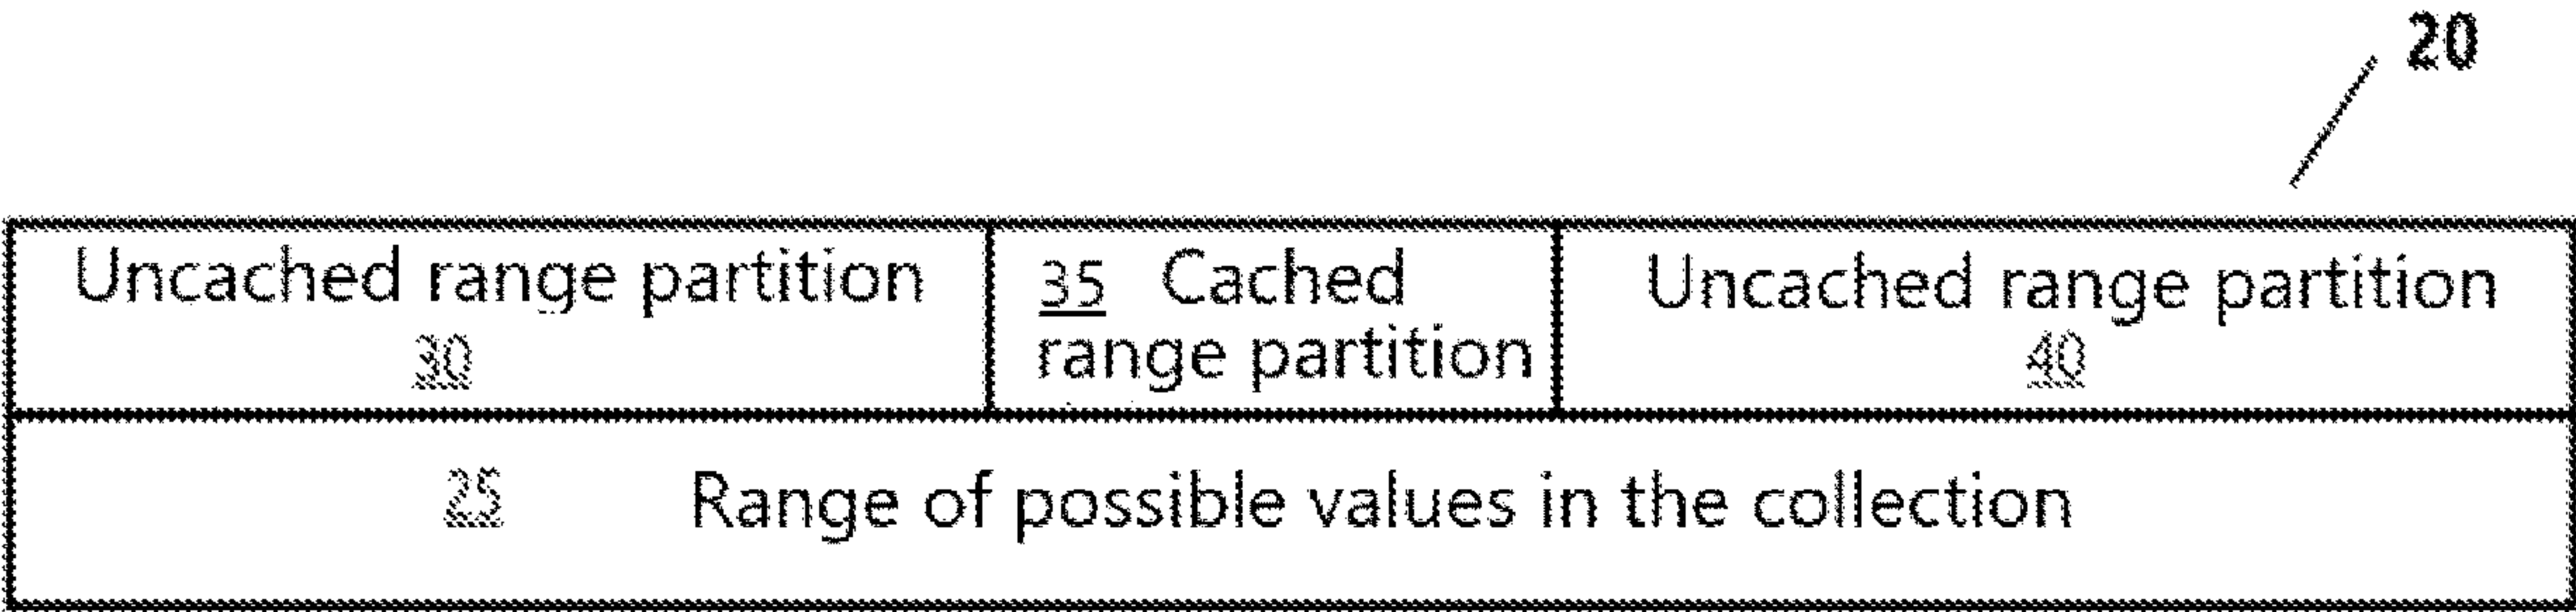 20
Uncached range partition
30
35 Cached
range partition
Uncached range partition
40
25 Range of possible values in the collection